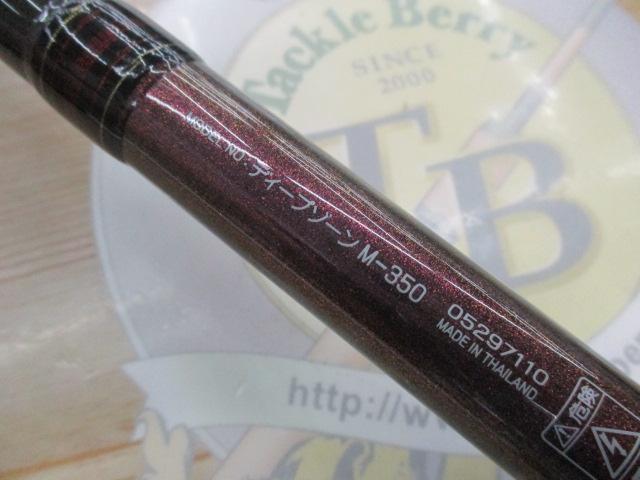 Tackle Berry
SINCE
2000
TB
MODEL NO. ディープゾーン M-350 05297110
MADE IN THAILAND
危険
http://w